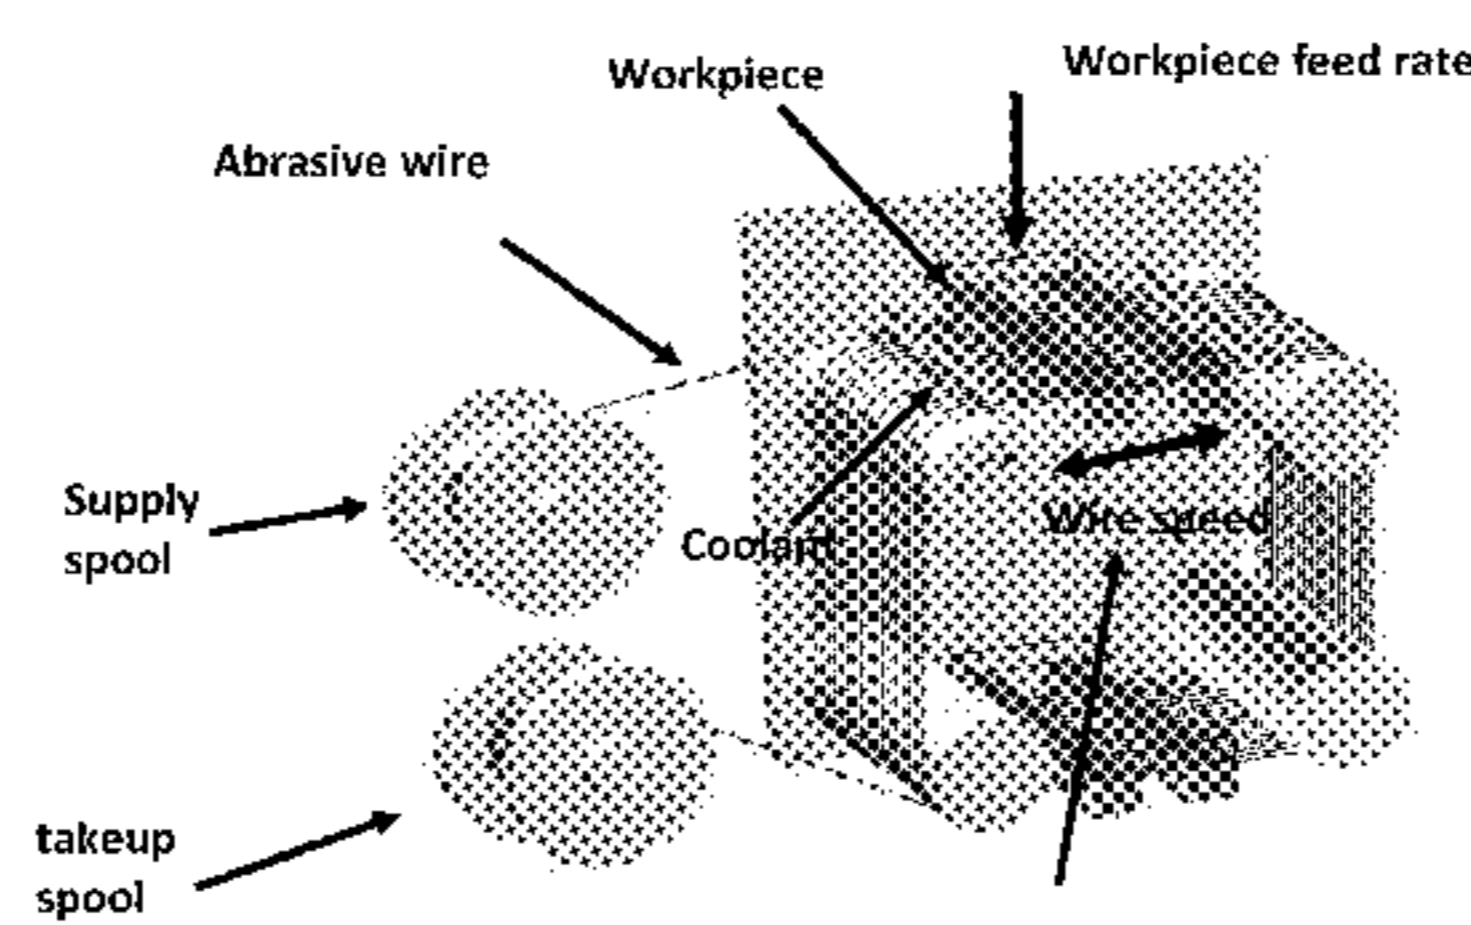 Workpiece
Workpiece feed rate
Abrasive wire
Supply
spool
Coolant
Wire speed
takeup
spool